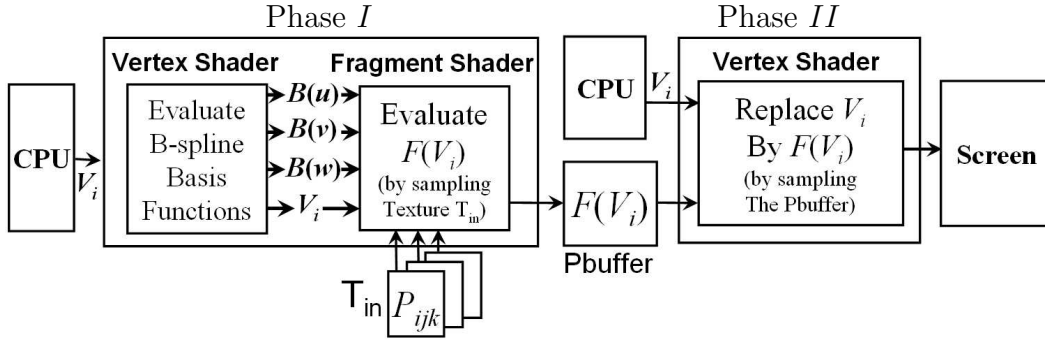 Phase I
Vertex Shader
Fragment Shader
CPU
V_i
Evaluate
B-spline
Basis
Functions
B(u)
B(v)
B(w)
V_i
Evaluate
F(V_i)
(by sampling
Texture T_in)
T_in
P_ijk
F(V_i)
Pbuffer
Phase II
CPU
V_i
Vertex Shader
Replace V_i
By F(V_i)
(by sampling
The Pbuffer)
Screen